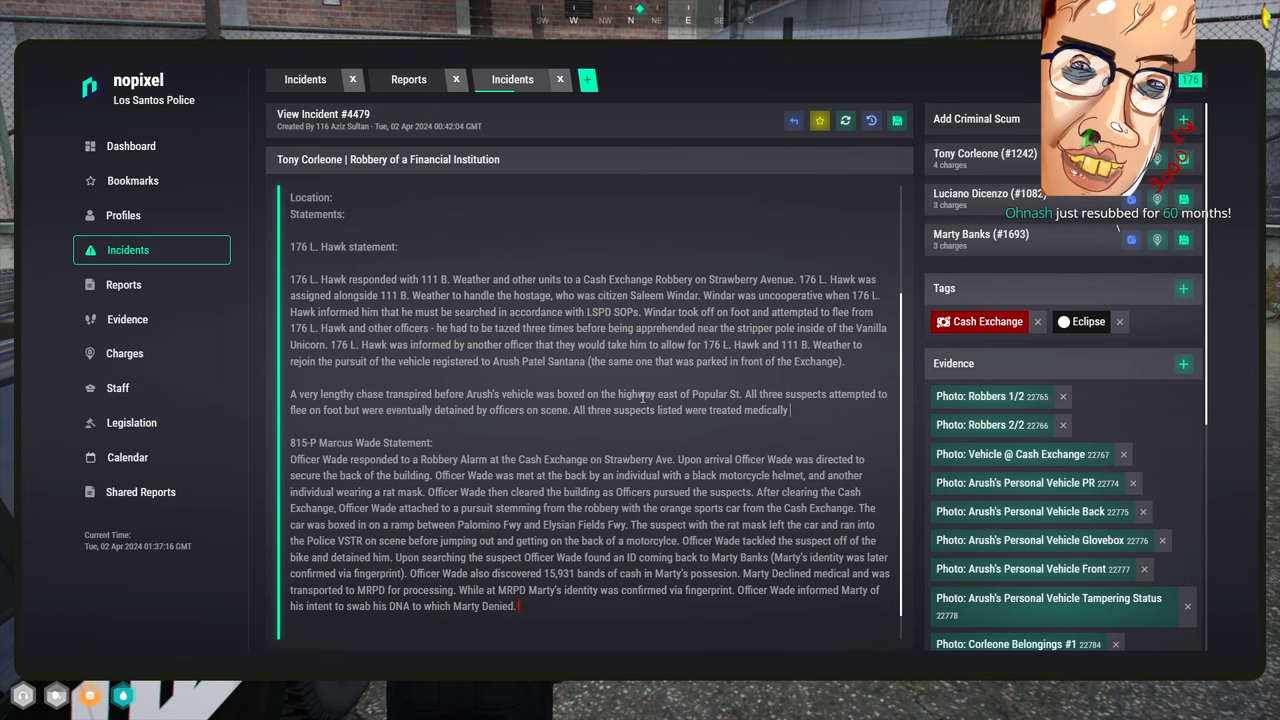 SW W NW N NE E SE S
nopixel
Los Santos Police
Dashboard
Bookmarks
Profiles
Incidents
Reports
Evidence
Charges
Staff
Legislation
Calendar
Shared Reports
Current Time:
Tue, 02 Apr 2024 01:37:16 GMT
Incidents x Reports x Incidents x +
View Incident #4479
Created By 116 Aziz Sultan · Tue, 02 Apr 2024 00:42:04 GMT
Tony Corleone | Robbery of a Financial Institution
Location:
Statements:
176 L. Hawk statement:
176 L. Hawk responded with 111 B. Weather and other units to a Cash Exchange Robbery on Strawberry Avenue. 176 L. Hawk was
assigned alongside 111 B. Weather to handle the hostage, who was citizen Saleem Windar. Windar was uncooperative when 176 L.
Hawk informed him that he must be searched in accordance with LSPD SOPs. Windar took off on foot and attempted to flee from
176 L. Hawk and other officers - he had to be tazed three times before being apprehended near the stripper pole inside of the Vanilla
Unicorn. 176 L. Hawk was informed by another officer that they would take him to allow for 176 L. Hawk and 111 B. Weather to
rejoin the pursuit of the vehicle registered to Arush Patel Santana (the same one that was parked in front of the Exchange).
A very lengthy chase transpired before Arush's vehicle was boxed on the highway east of Popular St. All three suspects attempted to
flee on foot but were eventually detained by officers on scene. All three suspects listed were treated medically
815-P Marcus Wade Statement:
Officer Wade responded to a Robbery Alarm at the Cash Exchange on Strawberry Ave. Upon arrival Officer Wade was directed to
secure the back of the building. Officer Wade was met at the back by an individual with a black motorcycle helmet, and another
individual wearing a rat mask. Officer Wade then cleared the building as Officers pursued the suspects. After clearing the Cash
Exchange, Officer Wade attached to a pursuit stemming from the robbery with the orange sports car from the Cash Exchange. The
car was boxed in on a ramp between Palomino Fwy and Elysian Fields Fwy. The suspect with the rat mask left the car and ran into
the Police VSTR on scene before jumping out and getting on the back of a motorcylce. Officer Wade tackled the suspect off of the
bike and detained him. Upon searching the suspect Officer Wade found an ID coming back to Marty Banks (Marty's identity was later
confirmed via fingerprint). Officer Wade also discovered 15,931 bands of cash in Marty's possesion. Marty Declined medical and was
transported to MRPD for processing. While at MRPD Marty's identity was confirmed via fingerprint. Officer Wade informed Marty of
his intent to swab his DNA to which Marty Denied.
176
Add Criminal Scum
Tony Corleone (#1242)
4 charges
Luciano Dicenzo (#1082)
3 charges
Marty Banks (#1693)
3 charges
3000 IQ
Ohnash just resubbed for 60 months!
Tags
Cash Exchange x Eclipse x
Evidence
Photo: Robbers 1/2 22765 x
Photo: Robbers 2/2 22766 x
Photo: Vehicle @ Cash Exchange 22767 x
Photo: Arush's Personal Vehicle PR 22774 x
Photo: Arush's Personal Vehicle Back 22775 x
Photo: Arush's Personal Vehicle Glovebox 22776 x
Photo: Arush's Personal Vehicle Front 22777 x
Photo: Arush's Personal Vehicle Tampering Status
22778 x
Photo: Corleone Belongings #1 22784 x